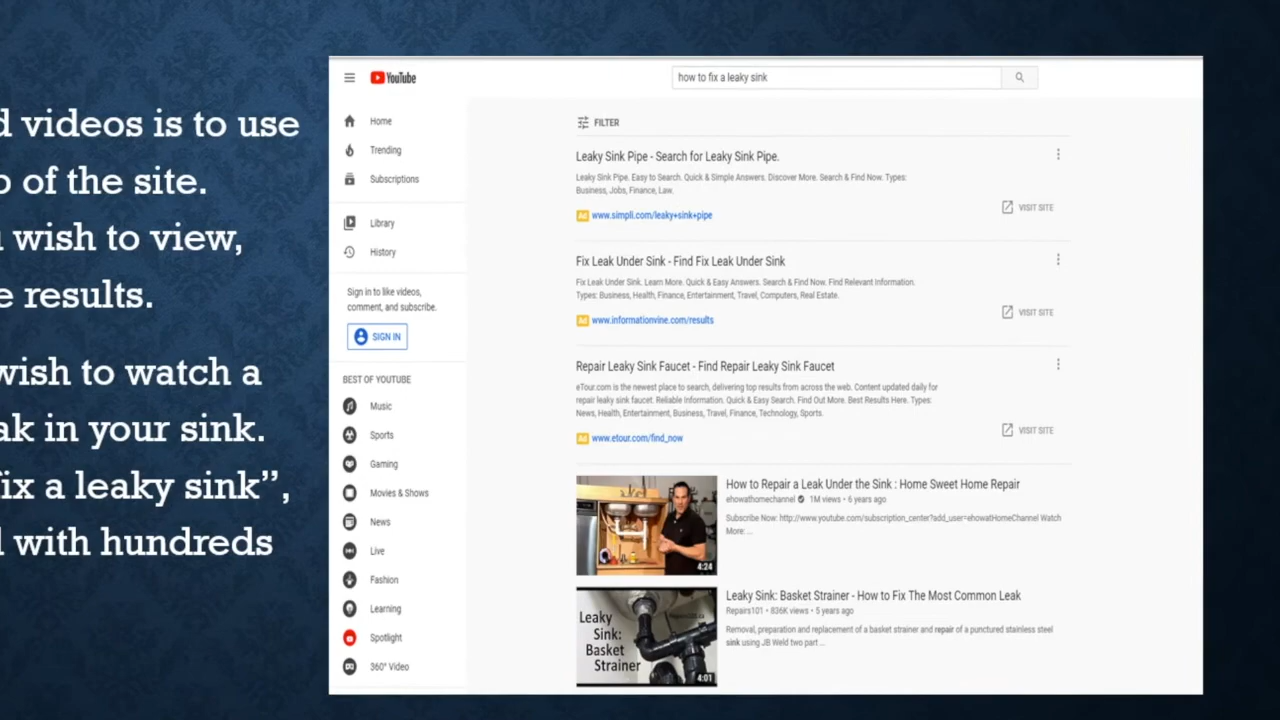 d videos is to use
of the site.
wish to view,
e results.
wish to watch a
ak in your sink.
fix a leaky sink”,
with hundreds
YouTube
how to fix a leaky sink
Home
Trending
Subscriptions
Library
History
Sign in to like videos,
comment, and subscribe.
SIGN IN
BEST OF YOUTUBE
Music
Sports
Gaming
Movies & Shows
News
Live
Fashion
Learning
Spotlight
360° Video
FILTER
Leaky Sink Pipe - Search for Leaky Sink Pipe.
Leaky Sink Pipe. Easy to Search. Quick & Simple Answers. Discover More. Search & Find Now. Types:
Business, Jobs, Finance, Law.
Ad www.simpli.com/leaky+sink+pipe
VISIT SITE
Fix Leak Under Sink - Find Fix Leak Under Sink
Fix Leak Under Sink. Learn More. Quick & Easy Answers. Search & Find Now. Find Relevant Information.
Types: Business, Health, Finance, Entertainment, Travel, Computers, Real Estate.
Ad www.informationvine.com/results
VISIT SITE
Repair Leaky Sink Faucet - Find Repair Leaky Sink Faucet
eTour.com is the newest place to search, delivering top results from across the web. Content updated daily for
repair leaky sink faucet. Reliable Information. Quick & Easy Search. Find Out More. Best Results Here. Types:
News, Health, Entertainment, Business, Travel, Finance, Technology, Sports.
Ad www.etour.com/find_now
VISIT SITE
4:24
How to Repair a Leak Under the Sink : Home Sweet Home Repair
ehowathomechannel 1M views • 6 years ago
Subscribe Now: http://www.youtube.com/subscription_center?add_user=ehowatHomeChannel Watch
More: ...
Leaky
Sink:
Basket
Strainer
4:01
Leaky Sink: Basket Strainer - How to Fix The Most Common Leak
Repairs101 • 836K views • 5 years ago
Removal, preparation and replacement of a basket strainer and repair of a punctured stainless steel
sink using JB Weld two part ...